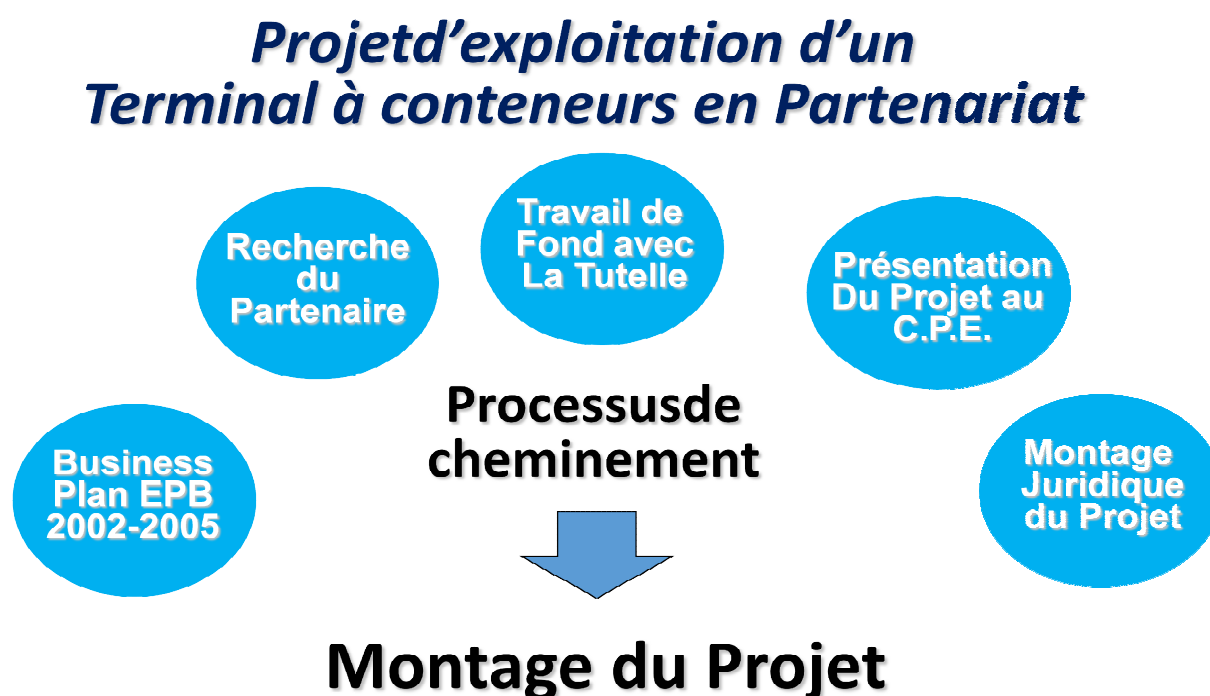 Projetd’exploitation d’un
Terminal à conteneurs en Partenariat
Travail de
Fond avec
La Tutelle
Recherche
du
Partenaire
Présentation
Du Projet au
C.P.E.
Processusde
cheminement
Business
Plan EPB
2002-2005
Montage
Juridique
du Projet
Montage du Projet